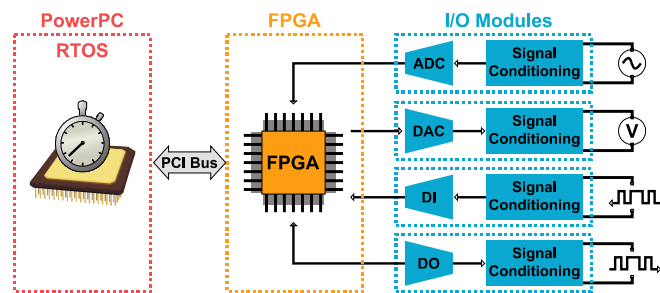 PowerPC
FPGA
I/O Modules
RTOS
PCI Bus
FPGA
ADC
Signal
Conditioning
DAC
Signal
Conditioning
V
DI
Signal
Conditioning
DO
Signal
Conditioning